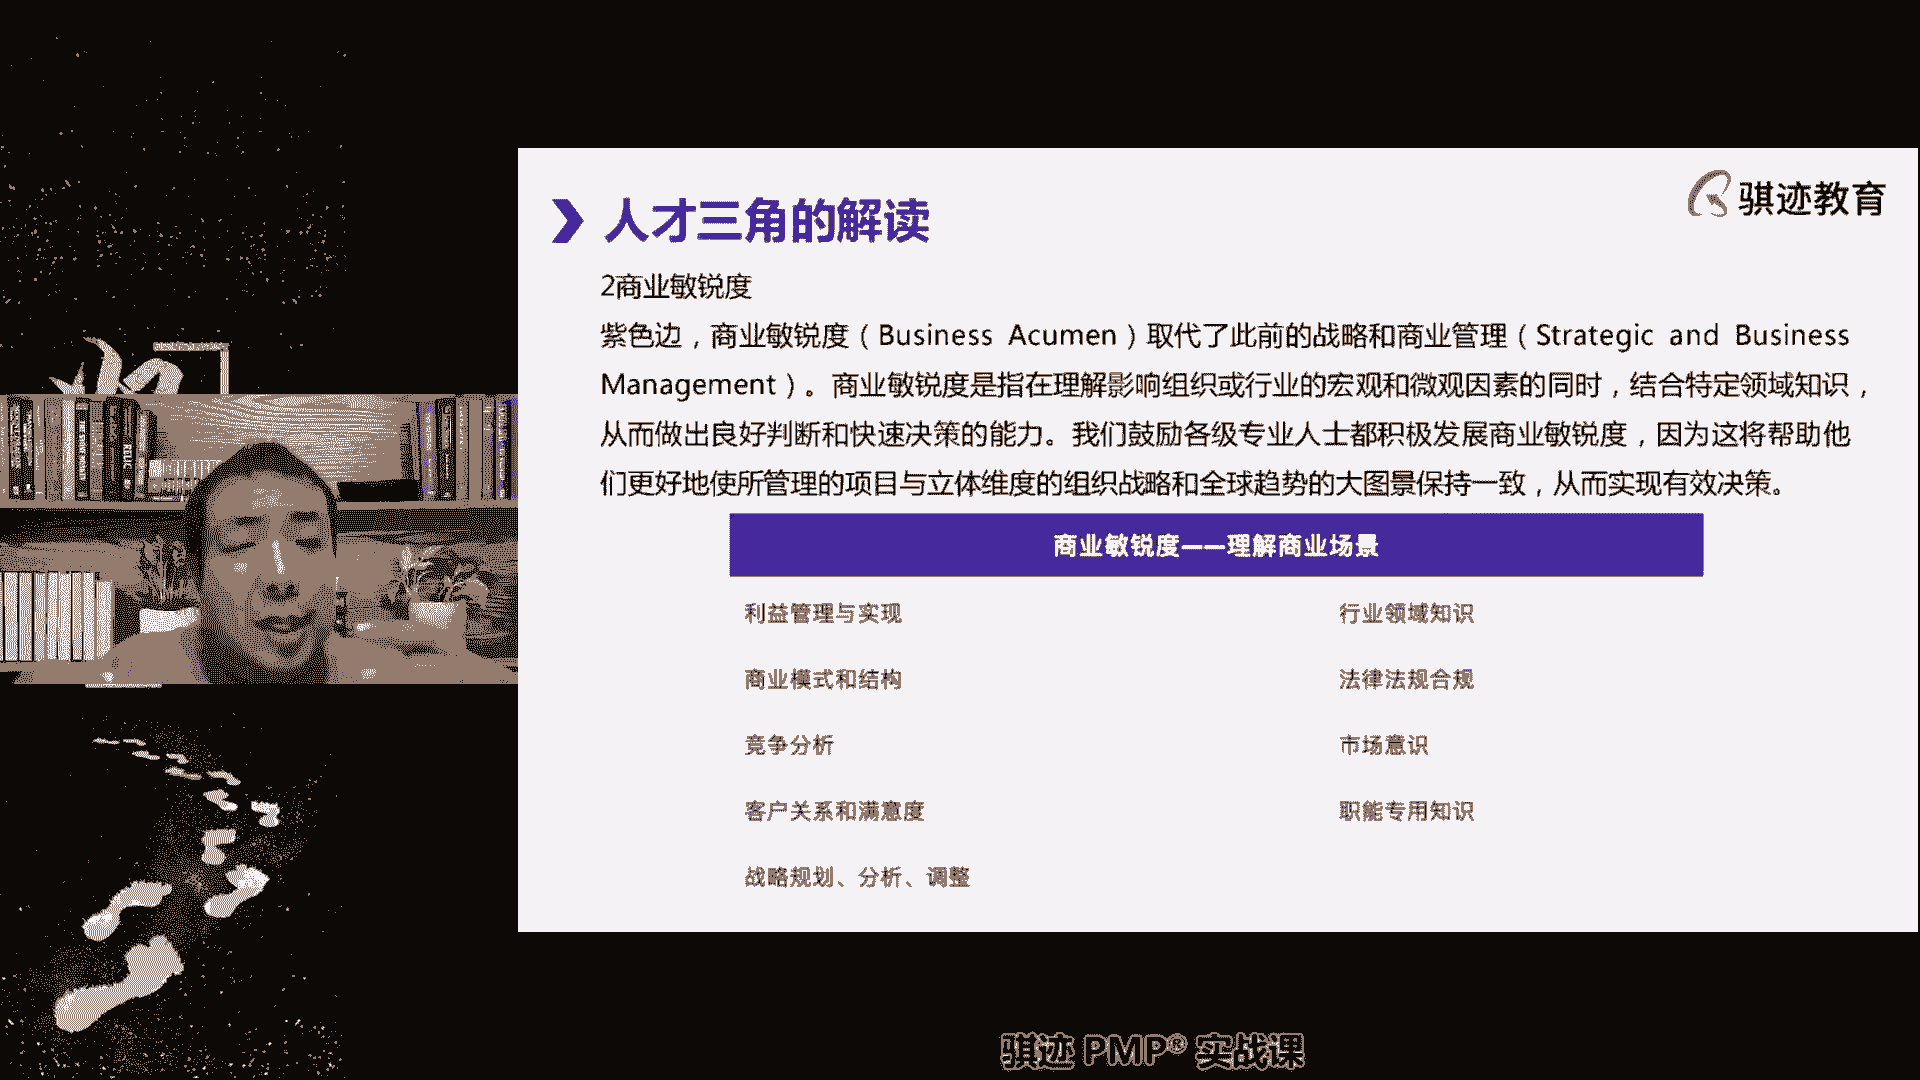 骐迹教育
人才三角的解读
2商业敏锐度
紫色边，商业敏锐度（Business Acumen）取代了此前的战略和商业管理（Strategic and Business
Management）。商业敏锐度是指在理解影响组织或行业的宏观和微观因素的同时，结合特定领域知识，
从而做出良好判断和快速决策的能力。我们鼓励各级专业人士都积极发展商业敏锐度，因为这将帮助他
们更好地使所管理的项目与立体维度的组织战略和全球趋势的大图景保持一致，从而实现有效决策。
商业敏锐度——理解商业场景
利益管理与实现
行业领域知识
商业模式和结构
法律法规合规
竞争分析
市场意识
客户关系和满意度
职能专用知识
战略规划、分析、调整
骐迹 PMP® 实战课